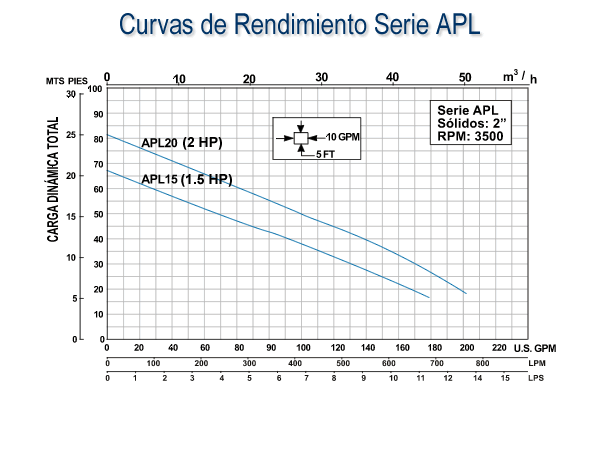 Curvas de Rendimiento Serie APL
MTS PIES
0 10 20 30 40 50 m³ / h
30 100
90
25 80
70
20 60
50
15 40
10 30
20
5 10
0 0
CARGA DINÁMICA TOTAL
APL20 (2 HP)
APL15 (1.5 HP)
10 GPM
5 FT
Serie APL
Sólidos: 2”
RPM: 3500
0 20 40 60 80 90 100 120 140 160 180 200 220 U.S. GPM
0 100 200 300 400 500 600 700 800 LPM
0 1 2 3 4 5 6 7 8 9 10 11 12 14 15 LPS